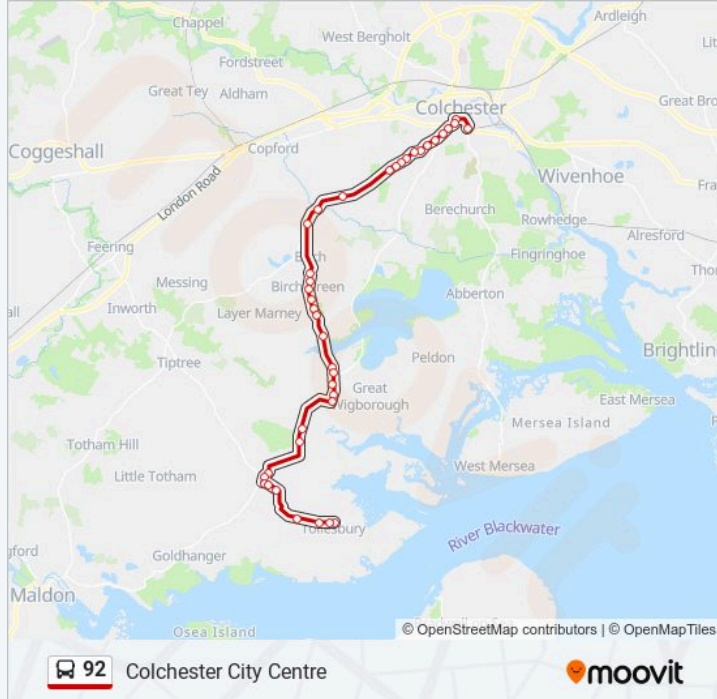 Ardleigh
Chappel
West Bergholt
Fordstreet
Great Tey
Aldham
Colchester
Great Bro
Coggeshall
Copford
London Road
Wivenhoe
Fra
Berechurch
Rowhedge
Feering
Alresford
Fingringhoe
Birch
Messing
Birch Green
Abberton
Inworth
Layer Marney
Peldon
Brightlin
Tiptree
Great
Wigborough
East Mersea
Mersea Island
Totham Hill
Little Totham
West Mersea
River Blackwater
Tollesbury
Goldhanger
Maldon
Osea Island
© OpenStreetMap contributors | © OpenMapTiles
92 Colchester City Centre
moovit